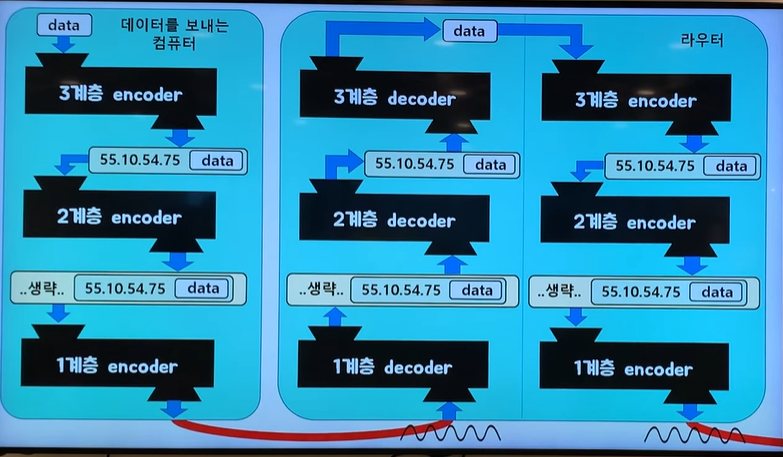 data
데이터를 보내는
컴퓨터
3계층 encoder
55.10.54.75 data
2계층 encoder
..생략.. 55.10.54.75 data
1계층 encoder
data
라우터
3계층 decoder
55.10.54.75 data
2계층 decoder
..생략.. 55.10.54.75 data
1계층 decoder
3계층 encoder
55.10.54.75 data
2계층 encoder
..생략.. 55.10.54.75 data
1계층 encoder